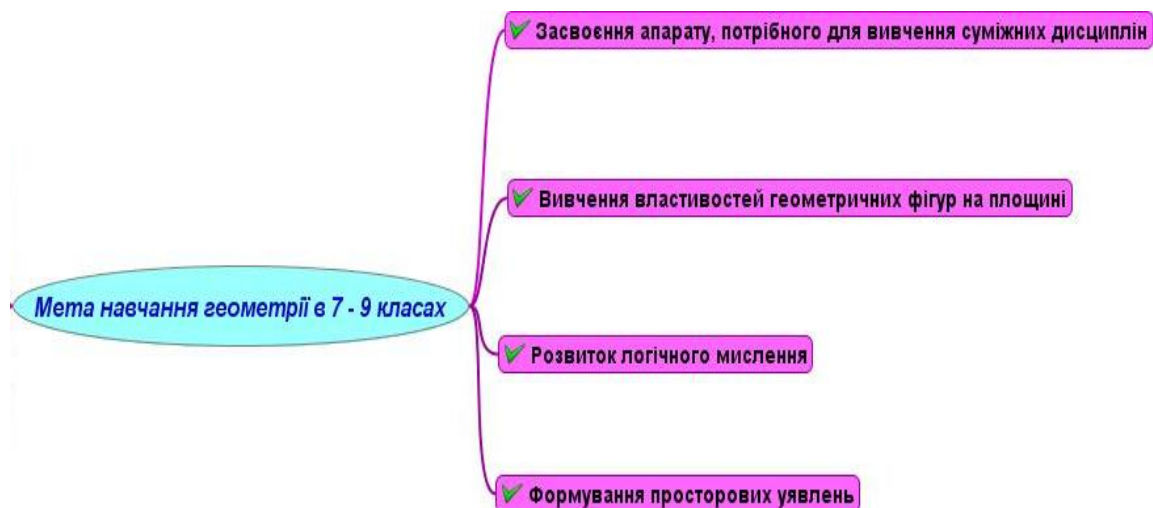 Засвоєння апарату, потрібного для вивчення суміжних дисциплін
Вивчення властивостей геометричних фігур на площині
Мета навчання геометрії в 7 - 9 класах
Розвиток логічного мислення
Формування просторових уявлень